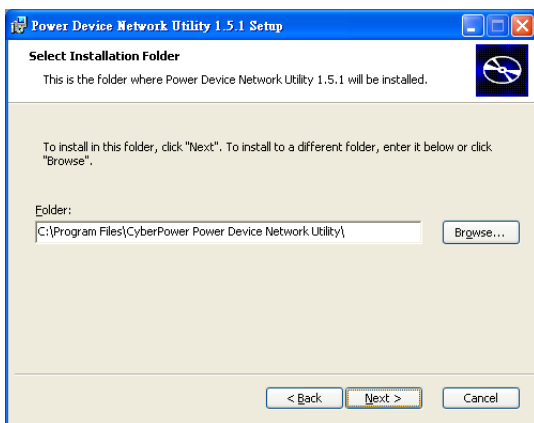 Power Device Network Utility 1.5.1 Setup
Select Installation Folder
This is the folder where Power Device Network Utility 1.5.1 will be installed.
To install in this folder, click "Next". To install to a different folder, enter it below or click
"Browse".
Folder:
C:\Program Files\CyberPower Power Device Network Utility\
Browse...
< Back
Next >
Cancel